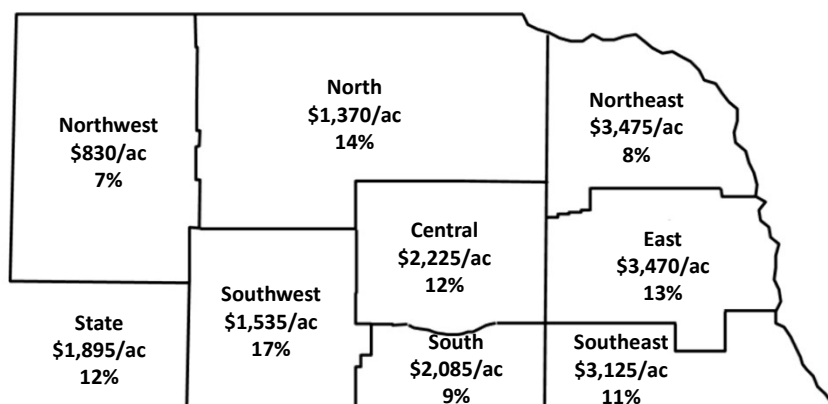 North
$1,370/ac
14%
Northeast
$3,475/ac
8%
Northwest
$830/ac
7%
Central
$2,225/ac
12%
East
$3,470/ac
13%
Southwest
$1,535/ac
17%
State
$1,895/ac
12%
South
$2,085/ac
9%
Southeast
$3,125/ac
11%